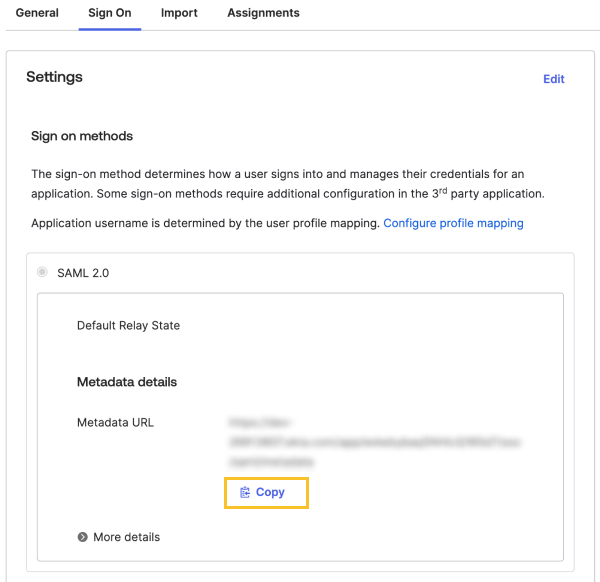 General Sign On Import Assignments
Settings
Edit
Sign on methods
The sign-on method determines how a user signs into and manages their credentials for an
application. Some sign-on methods require additional configuration in the 3rd party application.
Application username is determined by the user profile mapping. Configure profile mapping
SAML 2.0
Default Relay State
Metadata details
Metadata URL
Copy
More details